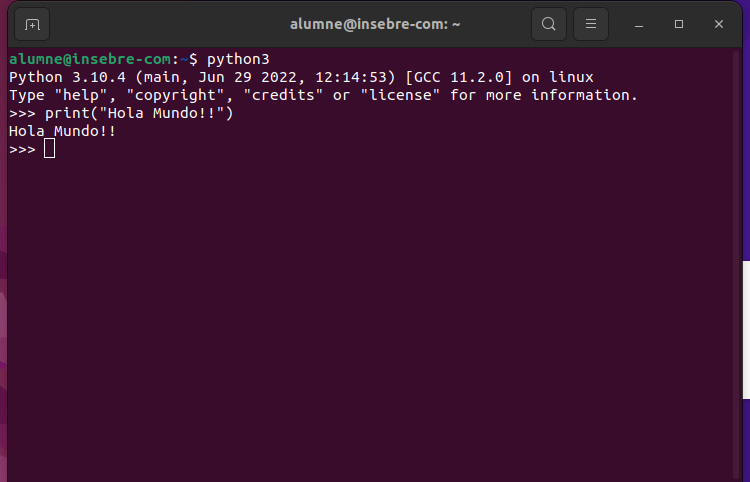 alumne@insebre-com: ~
alumne@insebre-com:~$ python3
Python 3.10.4 (main, Jun 29 2022, 12:14:53) [GCC 11.2.0] on linux
Type "help", "copyright", "credits" or "license" for more information.
>>> print("Hola Mundo!!")
Hola Mundo!!
>>>